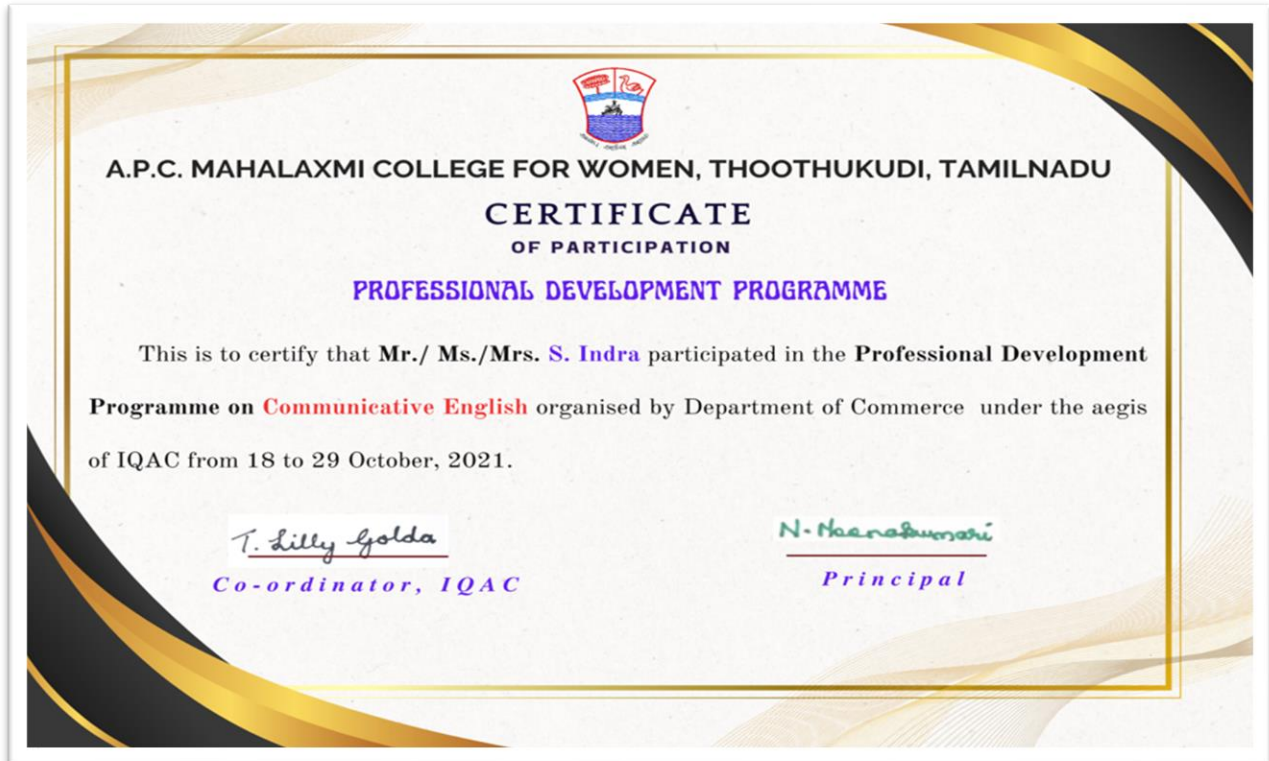 A.P.C. MAHALAXMI COLLEGE FOR WOMEN, THOOTHUKUDI, TAMILNADU
CERTIFICATE
OF PARTICIPATION
PROFESSIONAL DEVELOPMENT PROGRAMME
This is to certify that Mr./ Ms./Mrs. S. Indra participated in the Professional Development
Programme on Communicative English organised by Department of Commerce under the aegis
of IQAC from 18 to 29 October, 2021.
T. Lilly Golda
N. Meenakumari
Co-ordinator, IQAC
Principal